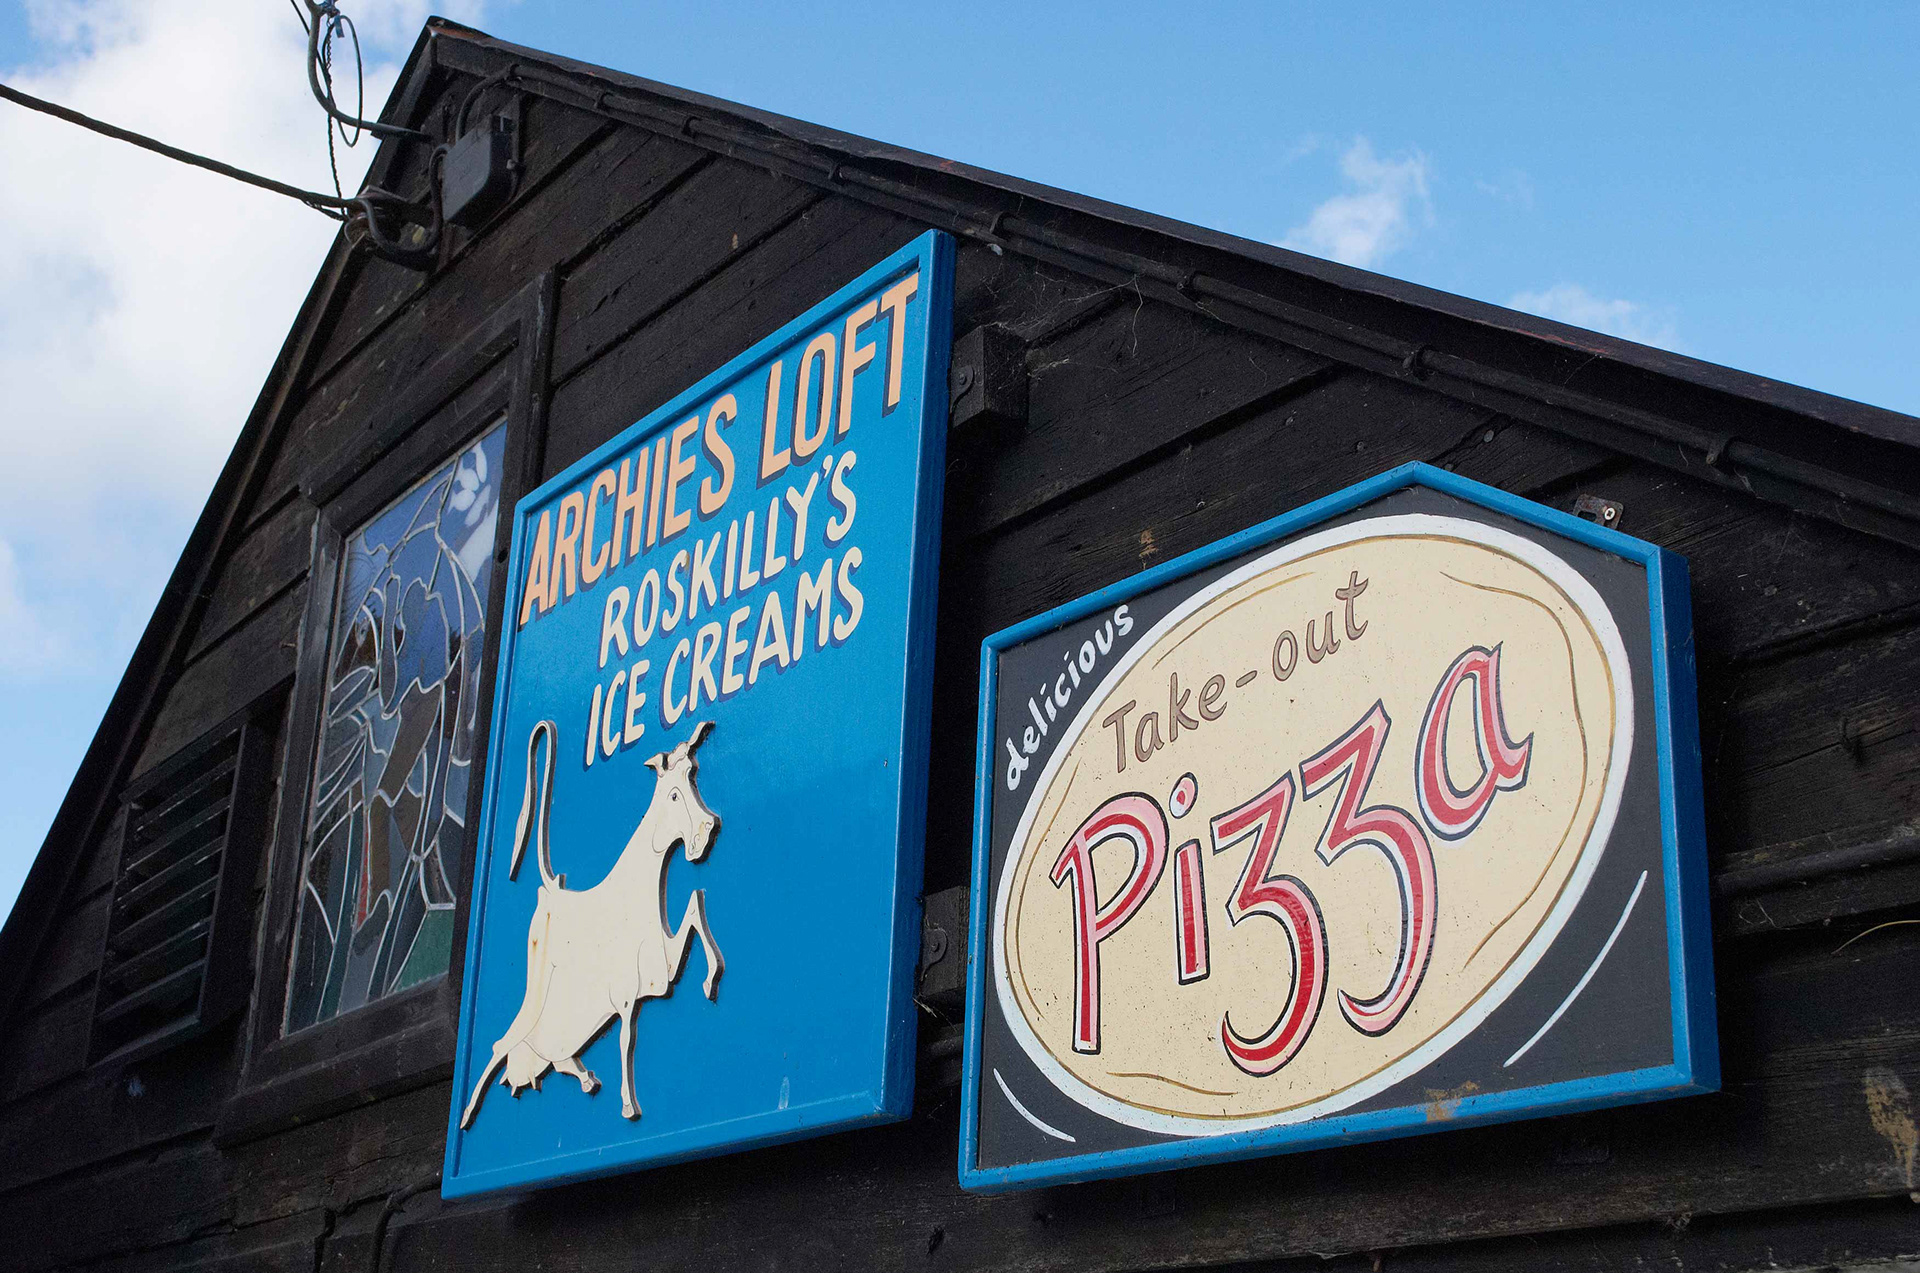 ARCHIES LOFT
ROSKILLY'S
ICE CREAMS
delicious
Take-out
Pizza